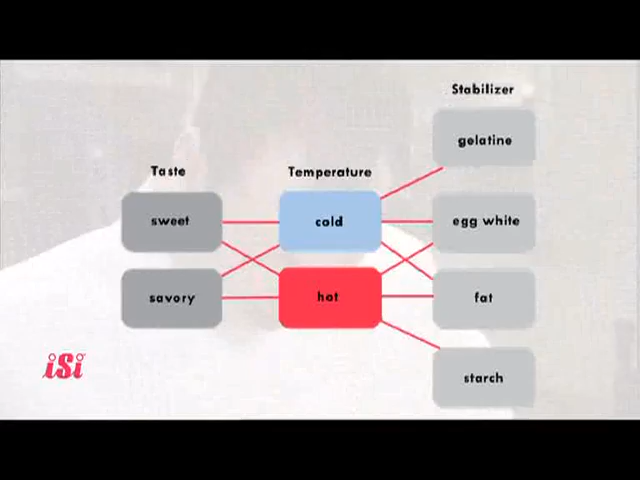 Stabilizer
gelatine
Taste
Temperature
sweet
cold
egg white
savory
hot
fat
iSi
starch